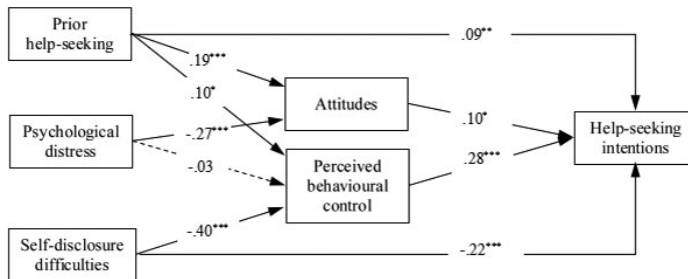 Prior
help-seeking
.09**
.19***
.10*
Attitudes
Psychological
distress
-.27***
-.03
.10*
Help-seeking
intentions
Perceived
behavioural
control
.28***
-.40***
Self-disclosure
difficulties
-.22***